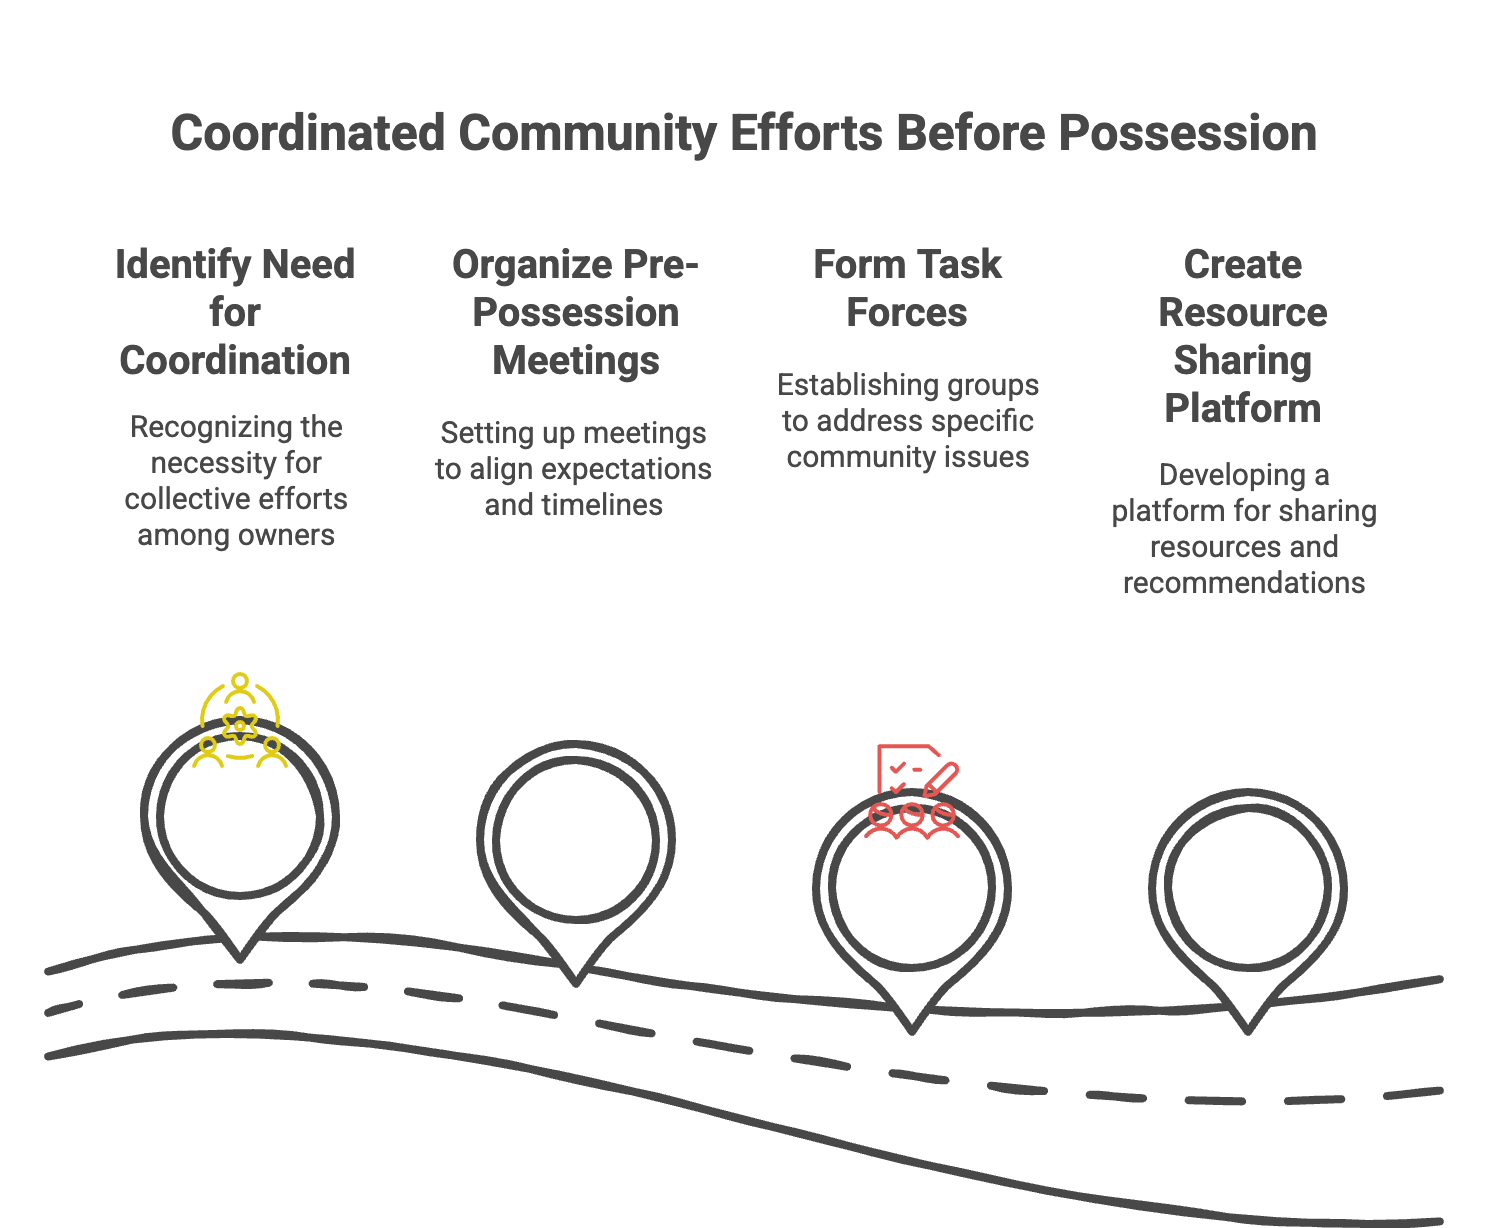 Coordinated Community Efforts Before Possession
Identify Need
for
Coordination
Recognizing the
necessity for
collective efforts
among owners
Organize Pre-
Possession
Meetings
Setting up meetings
to align expectations
and timelines
Form Task
Forces
Establishing groups
to address specific
community issues
Create
Resource
Sharing
Platform
Developing a
platform for sharing
resources and
recommendations